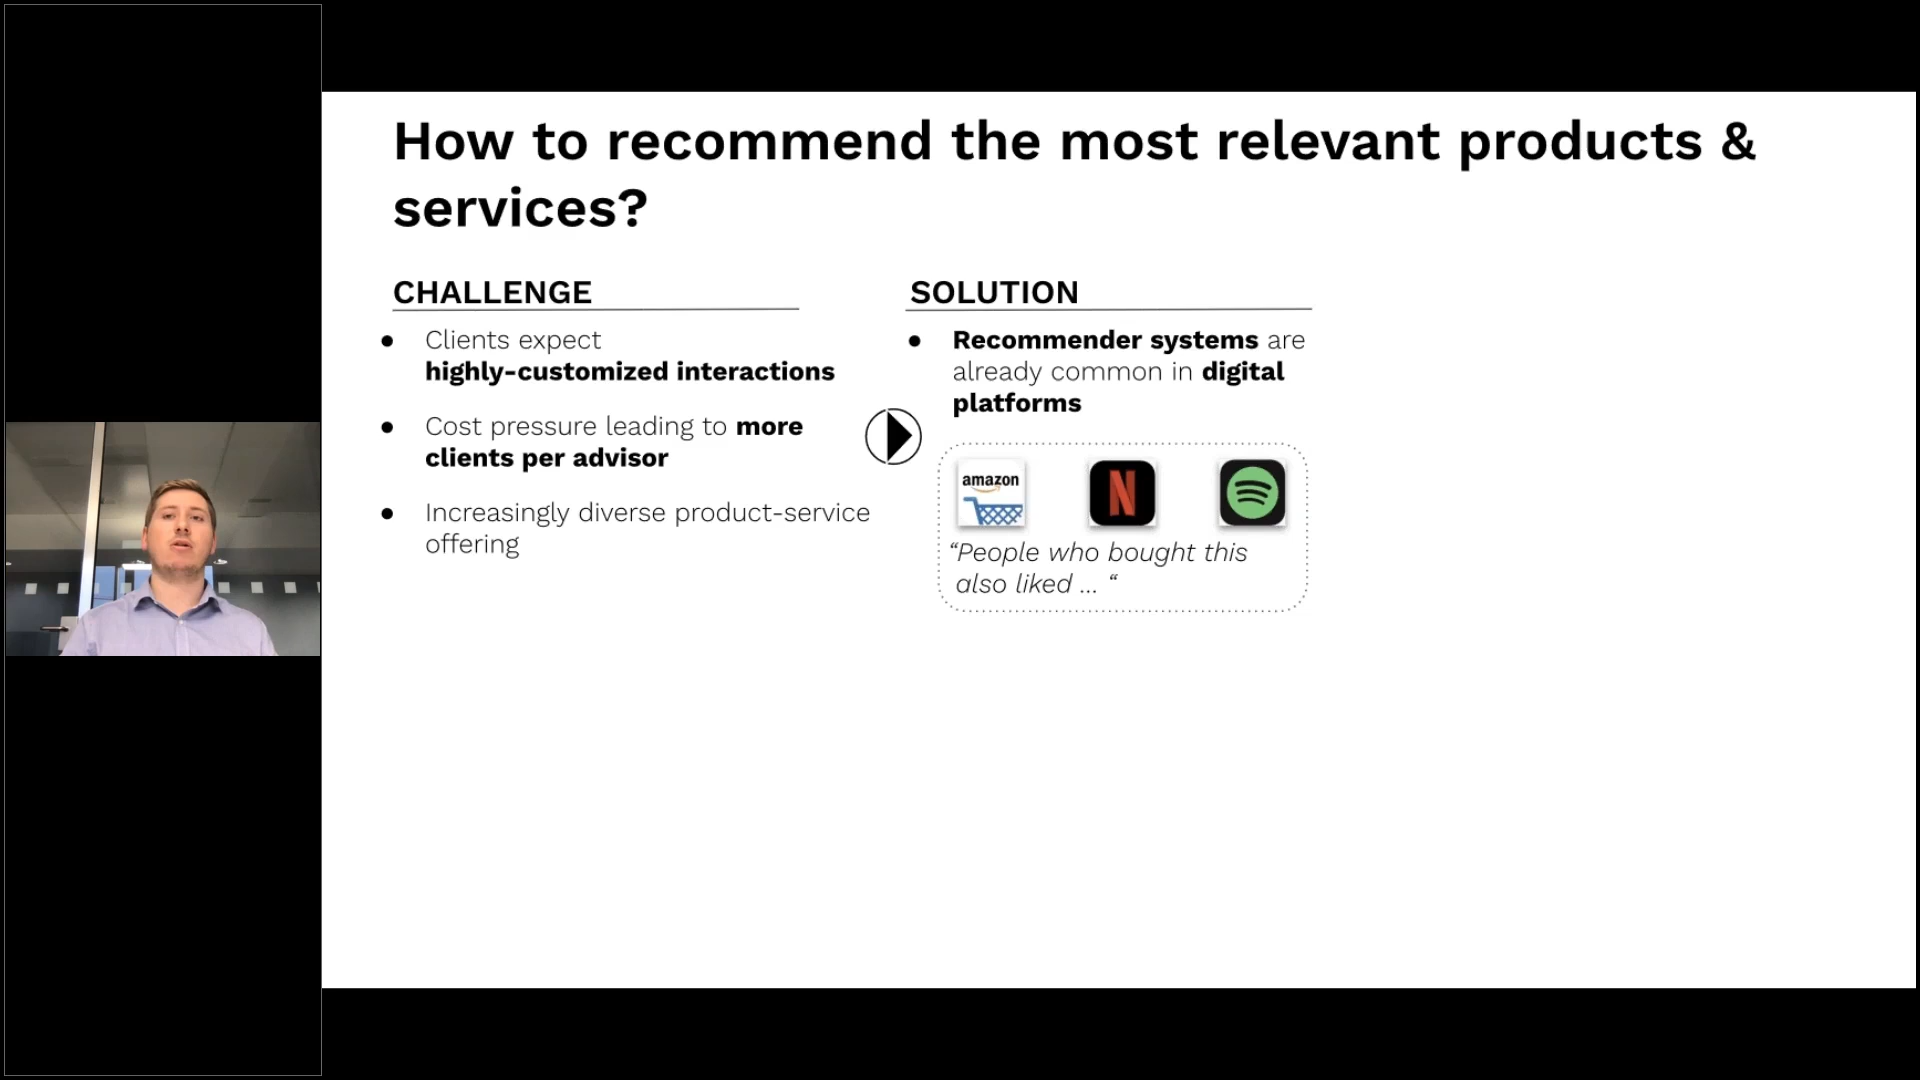 How to recommend the most relevant products &
services?
CHALLENGE
● Clients expect
highly-customized interactions
● Cost pressure leading to more
clients per advisor
● Increasingly diverse product-service
offering
SOLUTION
● Recommender systems are
already common in digital
platforms
amazon
N
“People who bought this
also liked ... “